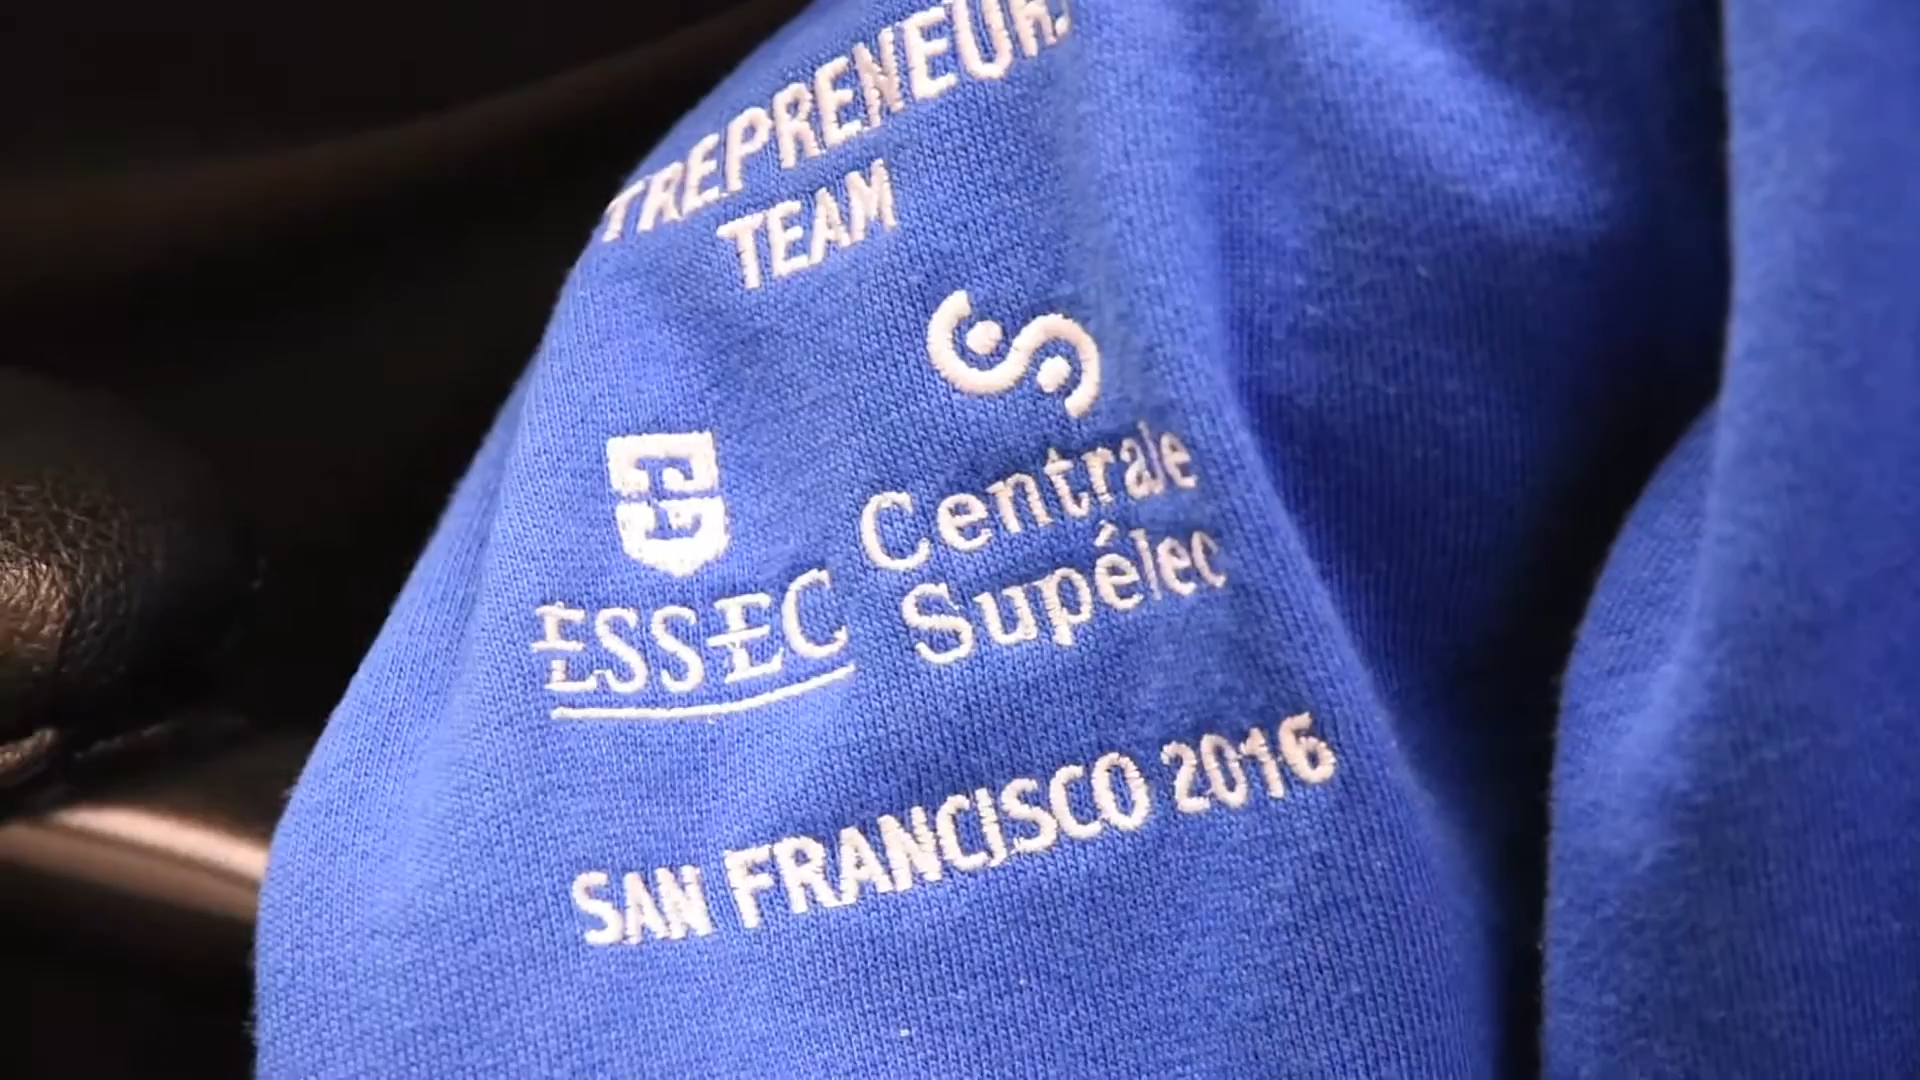 TREPRENEUR
TEAM
ESSEC
Centrale
Supélec
SAN FRANCISCO 2016